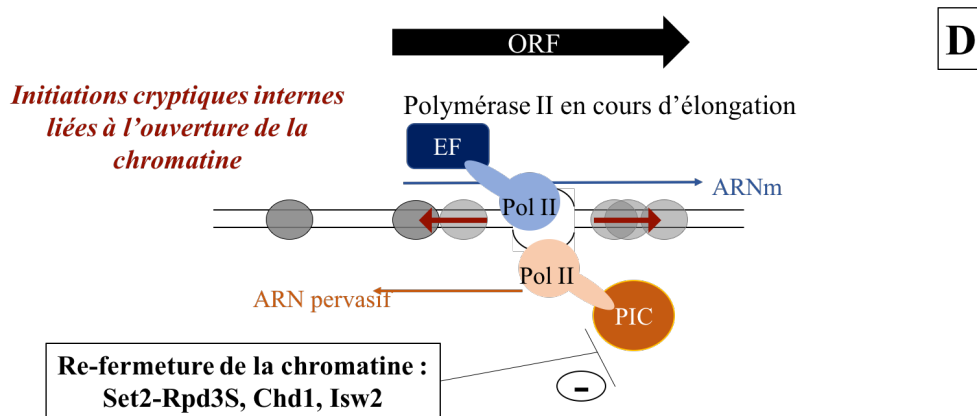 ORF
D
Initiations cryptiques internes
liées à l'ouverture de la
chromatine
Polymérase II en cours d'élongation
EF
ARNm
Pol II
Pol II
ARN pervasif
PIC
Re-fermeture de la chromatine :
Set2-Rpd3S, Chd1, Isw2
-